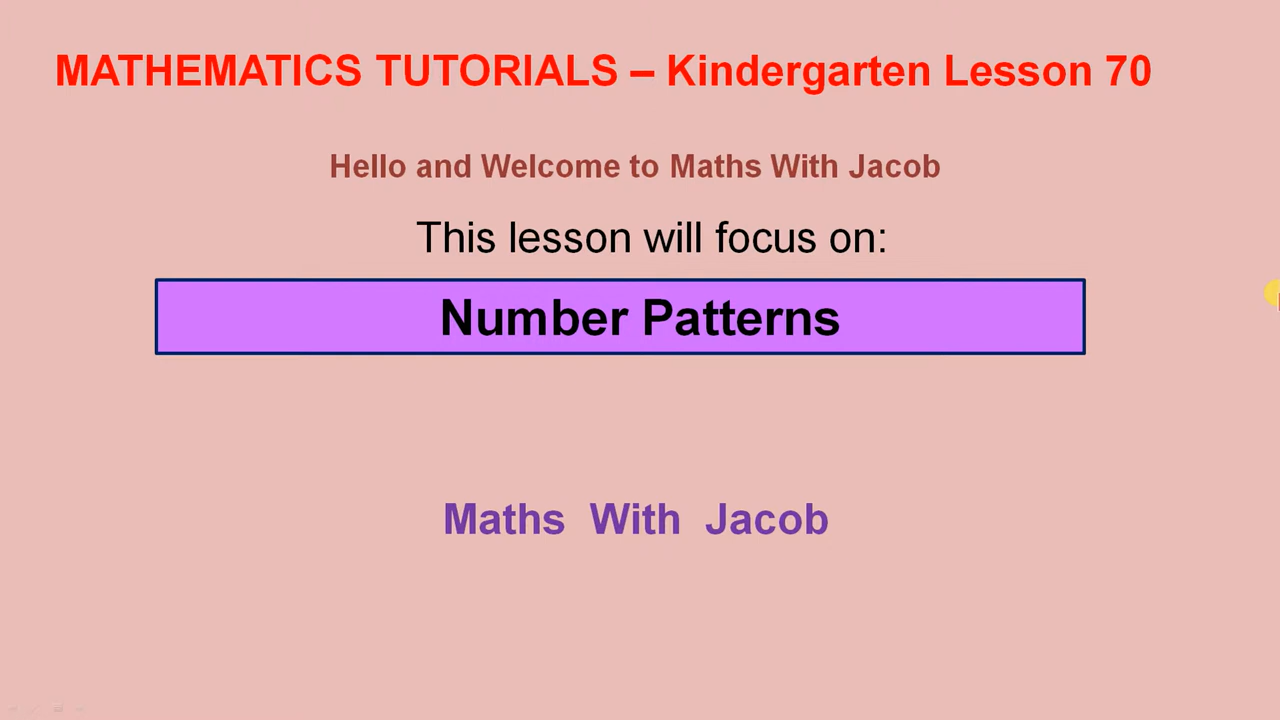 MATHEMATICS TUTORIALS – Kindergarten Lesson 70
Hello and Welcome to Maths With Jacob
This lesson will focus on:
Number Patterns
Maths With Jacob